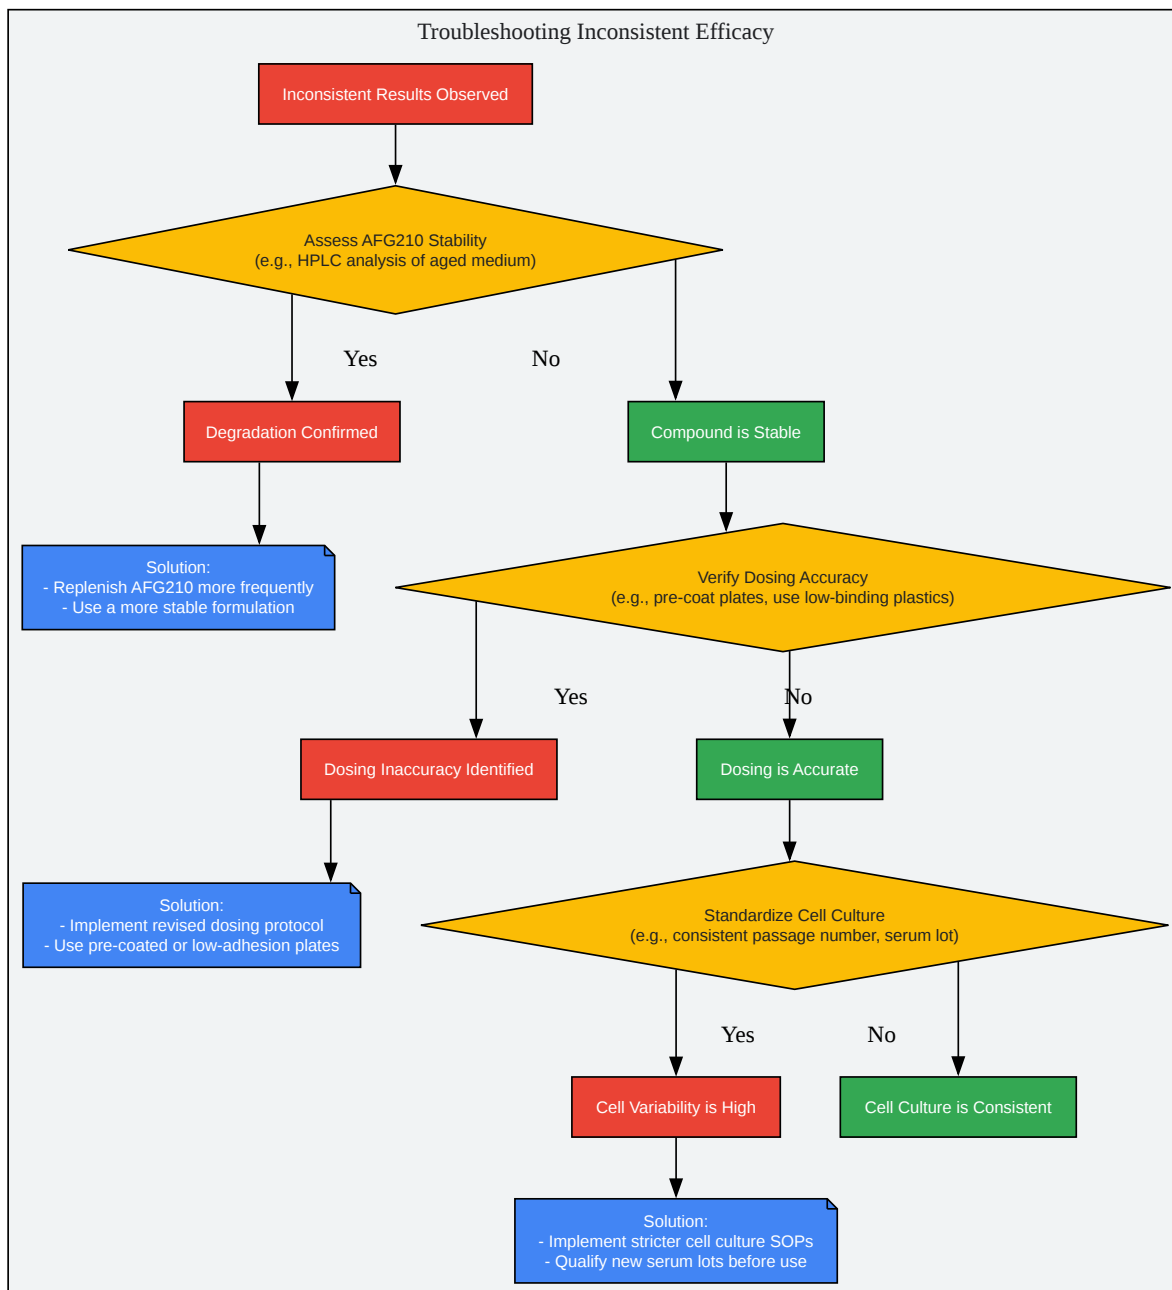 Troubleshooting Inconsistent Efficacy
Inconsistent Results Observed
Assess AFG210 Stability
(e.g., HPLC analysis of aged medium)
Yes
No
Degradation Confirmed
Compound is Stable
Solution:
- Replenish AFG210 more frequently
- Use a more stable formulation
Verify Dosing Accuracy
(e.g., pre-coat plates, use low-binding plastics)
Yes
No
Dosing Inaccuracy Identified
Dosing is Accurate
Solution:
- Implement revised dosing protocol
- Use pre-coated or low-adhesion plates
Standardize Cell Culture
(e.g., consistent passage number, serum lot)
Yes
No
Cell Variability is High
Cell Culture is Consistent
Solution:
- Implement stricter cell culture SOPs
- Qualify new serum lots before use